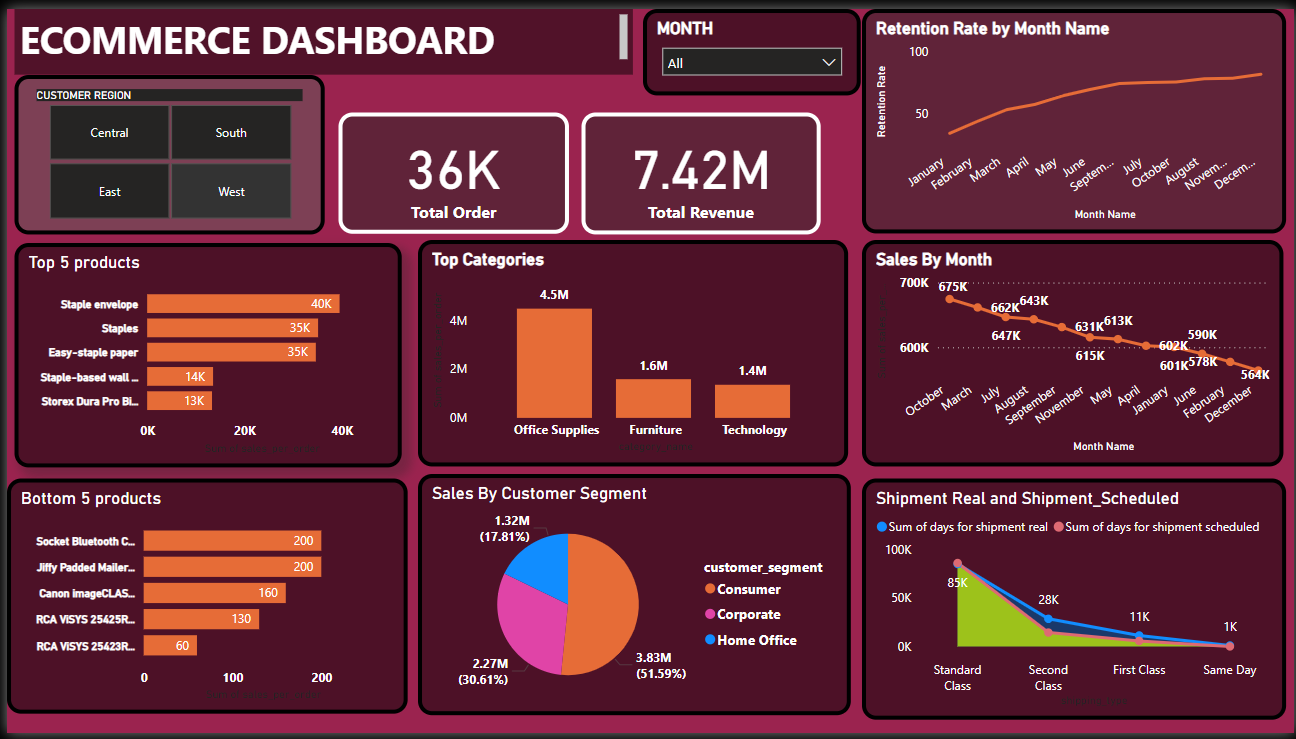 ECOMMERCE DASHBOARD
MONTH
All
CUSTOMER REGION
Central
South
East
West
36K
Total Order
7.42M
Total Revenue
Retention Rate by Month Name
100
50
Retention Rate
January
February
March
April
May
June
Septem...
July
October
August
Novem...
Decem...
Month Name
Top 5 products
Staple envelope
40K
Staples
35K
Easy-staple paper
35K
Staple-based wall ...
14K
Storex Dura Pro Bi...
13K
0K
20K
40K
Top Categories
4M
2M
0M
4.5M
1.6M
1.4M
Office Supplies
Furniture
Technology
Sales By Month
700K
600K
675K
662K
647K
643K
631K
615K
613K
602K
601K
590K
578K
564K
October
March
July
August
September
November
May
April
January
June
February
December
Month Name
Bottom 5 products
Socket Bluetooth C...
200
Jiffy Padded Mailer...
200
Canon imageCLAS...
160
RCA ViSYS 25425R...
130
RCA ViSYS 25423R...
60
0
100
200
Sales By Customer Segment
1.32M
(17.81%)
2.27M
(30.61%)
3.83M
(51.59%)
customer_segment
Consumer
Corporate
Home Office
Shipment Real and Shipment_Scheduled
Sum of days for shipment real
Sum of days for shipment scheduled
100K
50K
0K
85K
28K
11K
1K
Standard
Class
Second
Class
First Class
Same Day